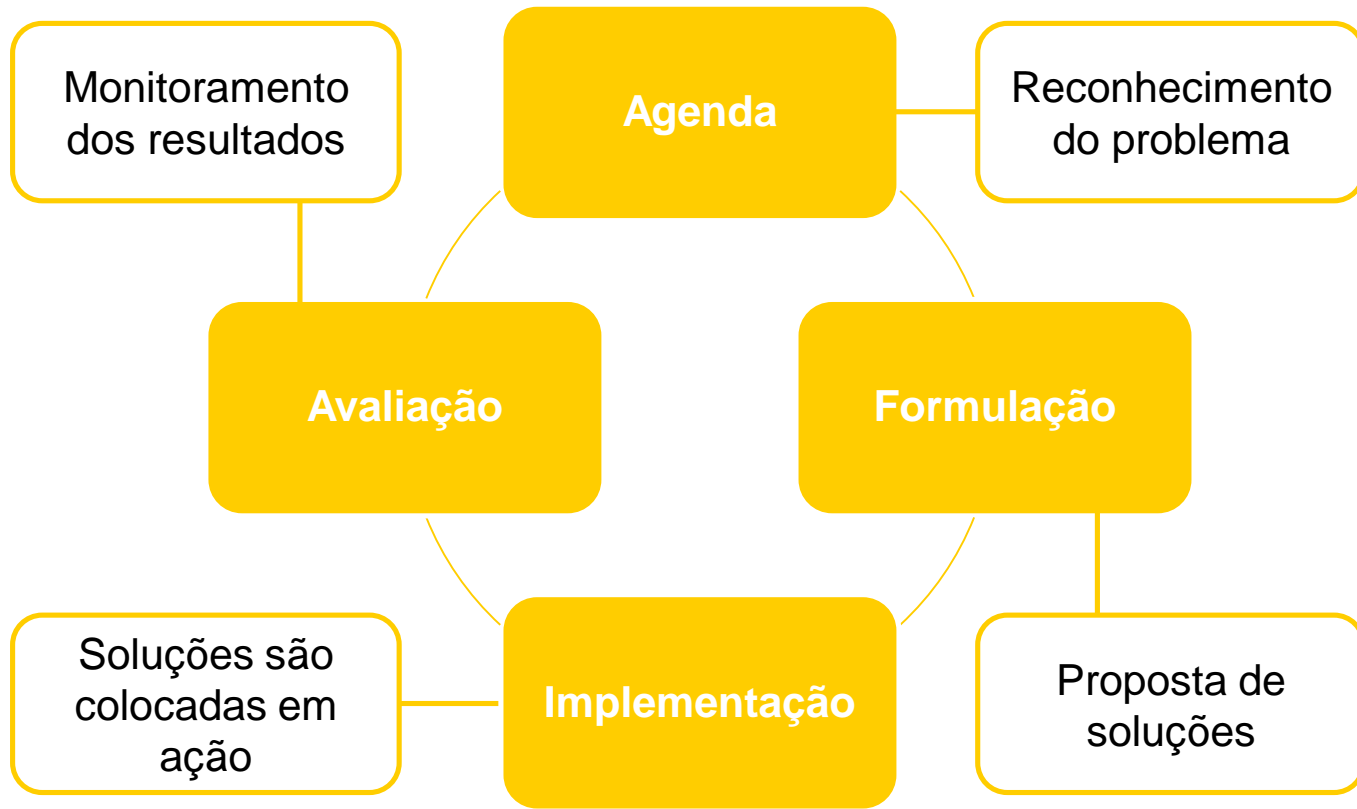 Monitoramento
dos resultados
Agenda
Reconhecimento
do problema
Avaliação
Formulação
Soluções são
colocadas em
ação
Implementação
Proposta de
soluções